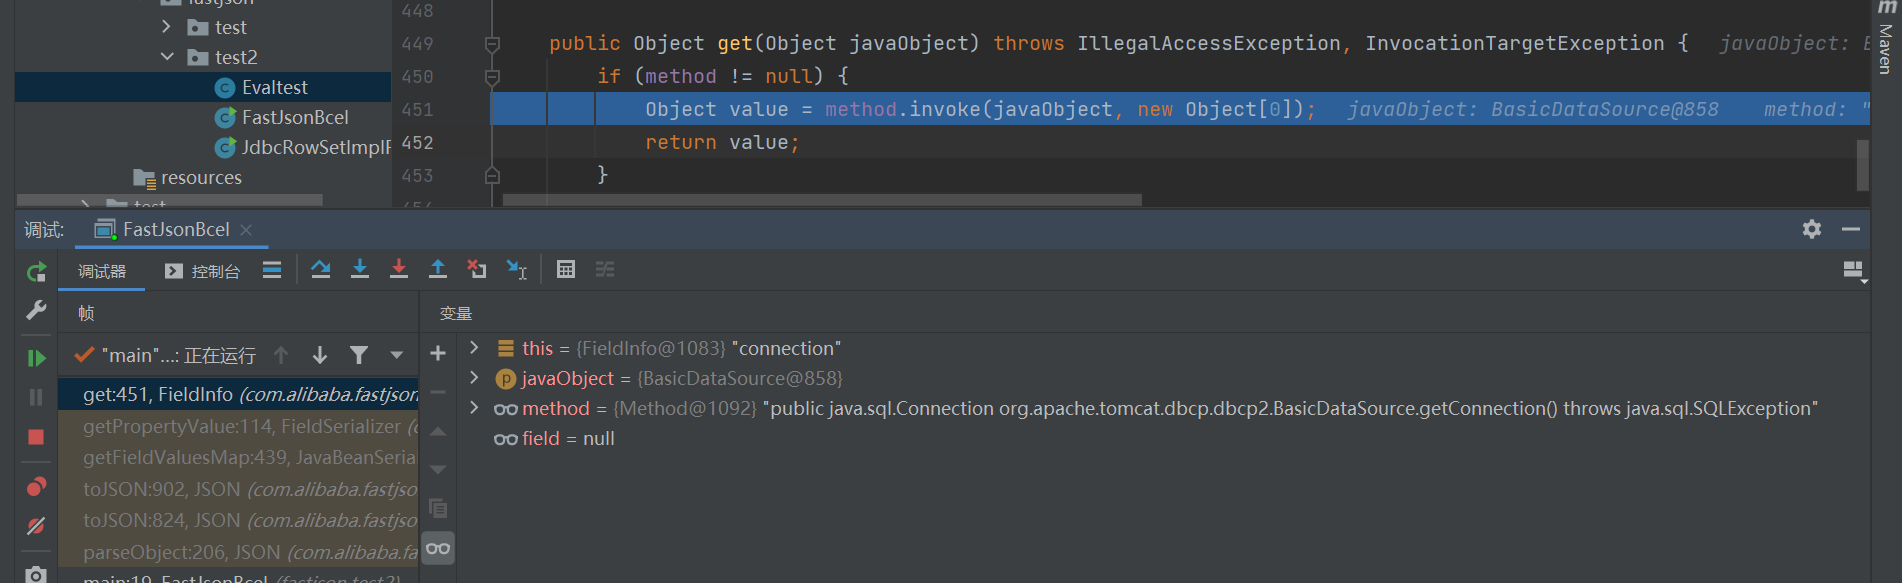 fastjson
448
test
449 public Object get(Object javaObject) throws IllegalAccessException, InvocationTargetException { javaObject: B
test2
450 if (method != null) {
Evaltest
451 Object value = method.invoke(javaObject, new Object[0]); javaObject: BasicDataSource@858 method: "
FastJsonBcel
452 return value;
JdbcRowSetImplP
453 }
resources
test
454
m Maven
调试: FastJsonBcel
调试器 控制台
帧
变量
"main"...: 正在运行
this = {FieldInfo@1083} "connection"
javaObject = {BasicDataSource@858}
method = {Method@1092} "public java.sql.Connection org.apache.tomcat.dbcp.dbcp2.BasicDataSource.getConnection() throws java.sql.SQLException"
field = null
get:451, FieldInfo (com.alibaba.fastjson
getPropertyValue:114, FieldSerializer (c
getFieldValuesMap:439, JavaBeanSeria
toJSON:902, JSON (com.alibaba.fastjso
toJSON:824, JSON (com.alibaba.fastjso
parseObject:206, JSON (com.alibaba.fa
main:19, FastJsonBcel (fastjson.test2)